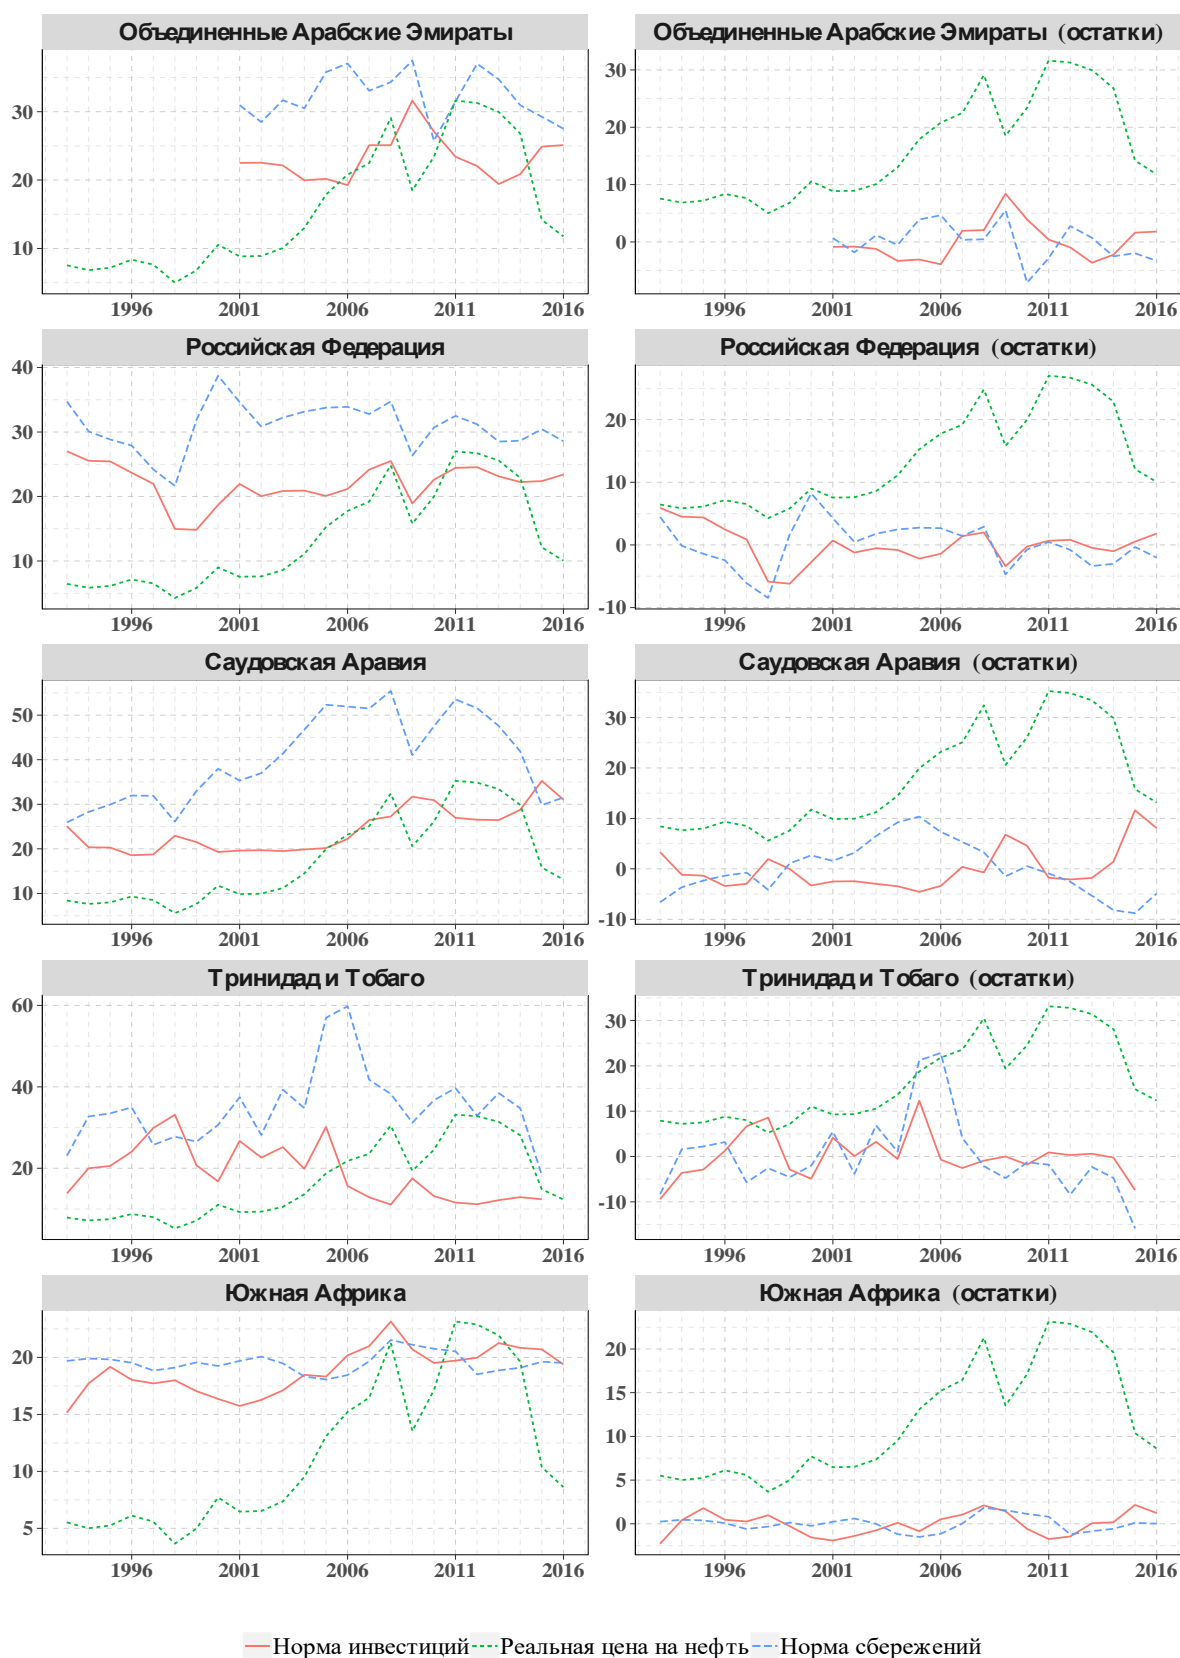 Объединенные Арабские Эмираты
30
20
10
1996 2001 2006 2011 2016
Объединенные Арабские Эмираты (остатки)
30
20
10
0
1996 2001 2006 2011 2016
Российская Федерация
40
30
20
10
1996 2001 2006 2011 2016
Российская Федерация (остатки)
20
10
0
-10
1996 2001 2006 2011 2016
Саудовская Аравия
50
40
30
20
10
1996 2001 2006 2011 2016
Саудовская Аравия (остатки)
30
20
10
0
-10
1996 2001 2006 2011 2016
Тринидад и Тобаго
60
40
20
1996 2001 2006 2011 2016
Тринидад и Тобаго (остатки)
30
20
10
0
-10
1996 2001 2006 2011 2016
Южная Африка
20
15
10
5
1996 2001 2006 2011 2016
Южная Африка (остатки)
20
15
10
5
0
1996 2001 2006 2011 2016
Норма инвестиций Реальная цена на нефть Норма сбережений